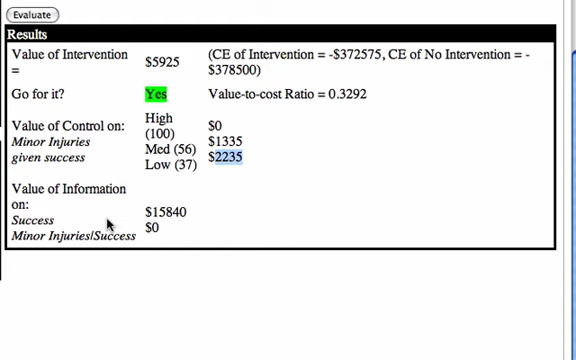 Evaluate
Results
Value of Intervention = $5925 (CE of Intervention = -$372575, CE of No Intervention = -$378500)
Go for it? Yes Value-to-cost Ratio = 0.3292
Value of Control on:
Minor Injuries
given success
High (100) $0
Med (56) $1335
Low (37) $2235
Value of Information on:
Success $15840
Minor Injuries|Success $0